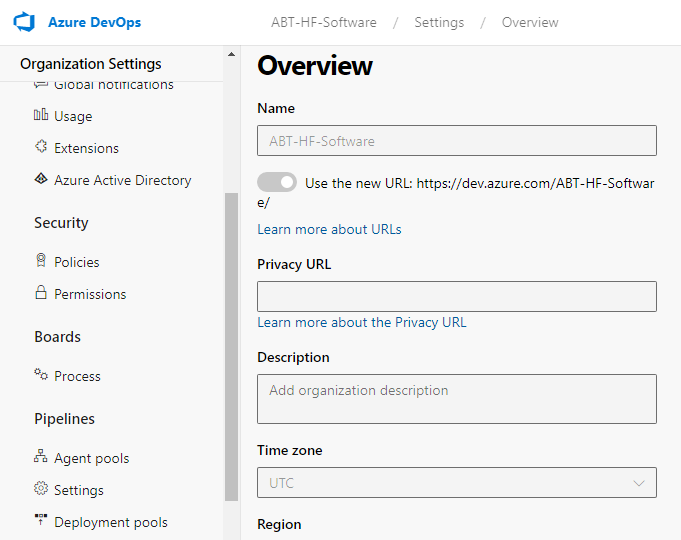 Azure DevOps
ABT-HF-Software / Settings / Overview
Organization Settings
Global notifications
Usage
Extensions
Azure Active Directory
Security
Policies
Permissions
Boards
Process
Pipelines
Agent pools
Settings
Deployment pools
Overview
Name
ABT-HF-Software
Use the new URL: https://dev.azure.com/ABT-HF-Softwar
e/
Learn more about URLs
Privacy URL
Learn more about the Privacy URL
Description
Add organization description
Time zone
UTC
Region